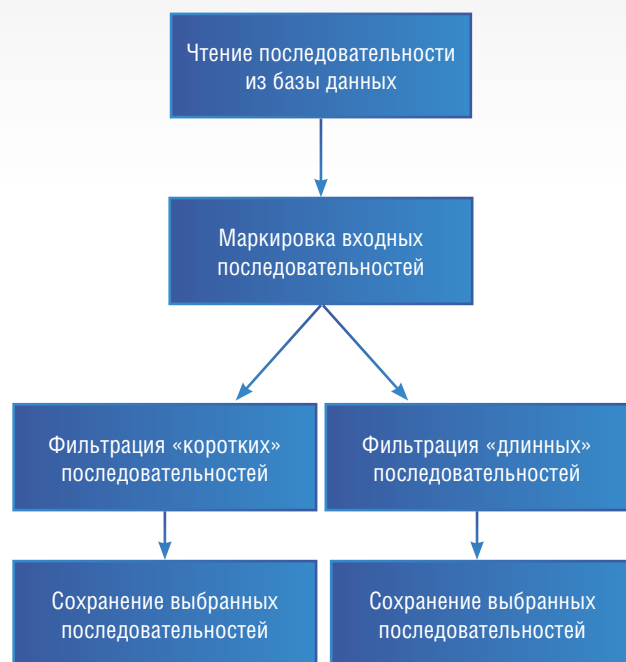 Чтение последовательности
из базы данных
Маркировка входных
последовательностей
Фильтрация «коротких»
последовательностей
Фильтрация «длинных»
последовательностей
Сохранение выбранных
последовательностей
Сохранение выбранных
последовательностей